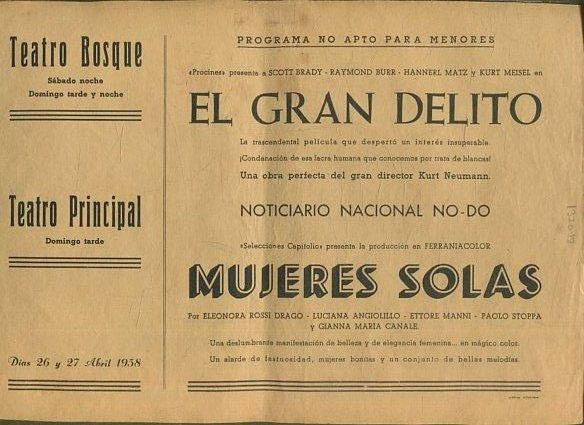 Teatro Bosque
Sábado noche
Domingo tarde y noche
Teatro Principal
Domingo tarde
Días 26 y 27 Abril 1958
PROGRAMA NO APTO PARA MENORES
«Procines» presenta a SCOTT BRADY - RAYMOND BURR - HANNERL MATZ y KURT MEISEL en
EL GRAN DELITO
La trascendental película que despertó un interés insuperable.
¡Condenación de esa lacra humana que conocemos por trata de blancas!
Una obra perfecta del gran director Kurt Neumann.
NOTICIARIO NACIONAL NO-DO
«Selecciones Capitolio» presenta la producción en FERRANIACOLOR
MUJERES SOLAS
Por ELEONORA ROSSI DRAGO - LUCIANA ANGIOLILLO - ETTORE MANNI - PAOLO STOPPA
y GIANNA MARIA CANALE.
Una deslumbrante manifestación de belleza y de elegancia femenina... en mágico color.
Un alarde de fastuosidad, mujeres bonitas y un conjunto de bellas melodías.